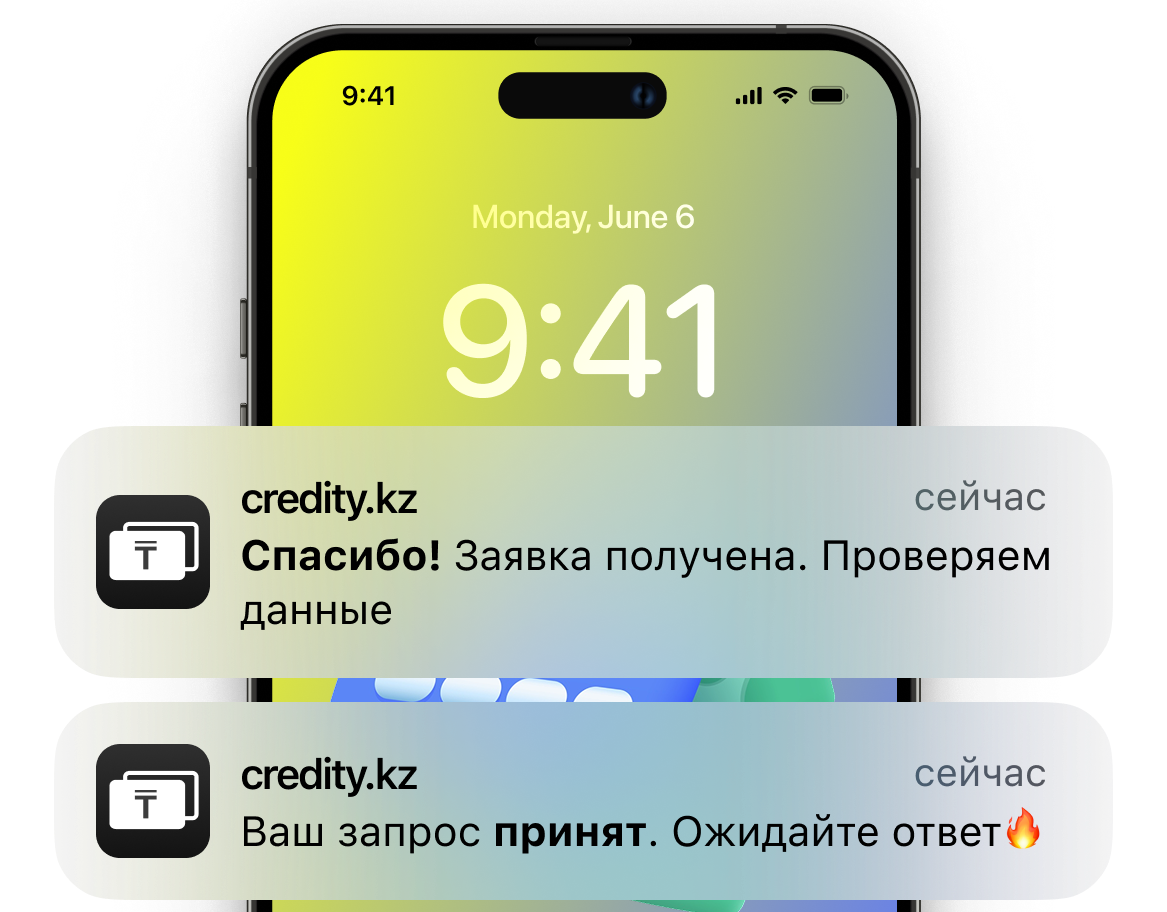 9:41
Monday, June 6
9:41
credity.kz
сейчас
Спасибо! Заявка получена. Проверяем
данные
credity.kz
сейчас
Ваш запрос принят. Ожидайте ответ🔥